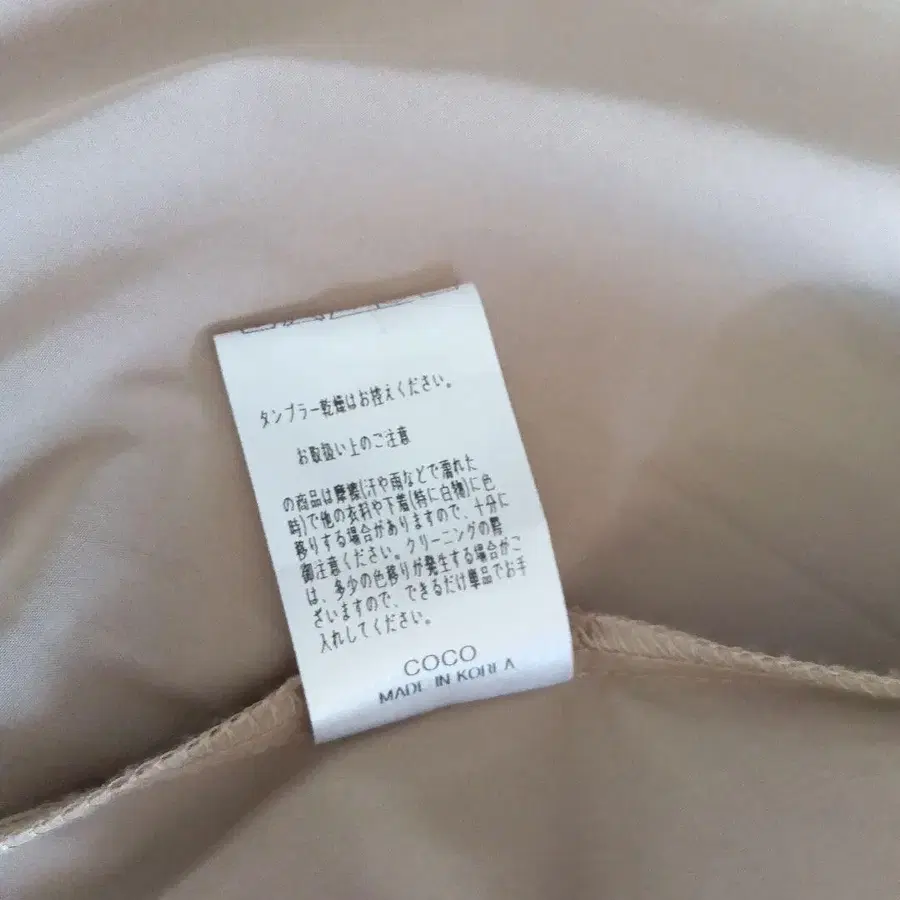 タンブラー乾燥はお控えください。
お取扱い上のご注意
の商品は摩擦(汗や雨などで濡れた
時)で他の衣料や下着(特に白物)に色
移りする場合がありますので、十分に
御注意ください。クリーニングの際
は、多少の色移りが発生する場合がご
ざいますので、できるだけ単品でお手
入れしてください。
COCO
MADE IN KOREA